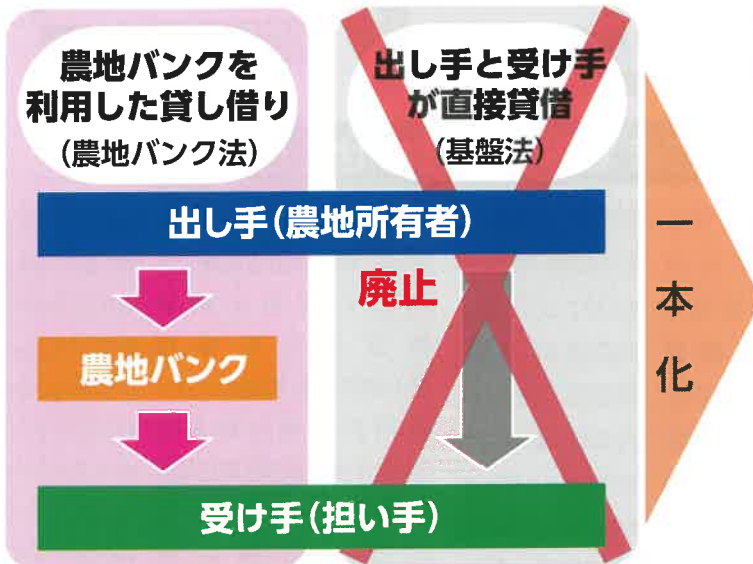 農地バンクを
利用した貸し借り
(農地バンク法)
出し手と受け手
が直接貸借
(基盤法)
出し手(農地所有者)
廃止
農地バンク
受け手(担い手)
一本化